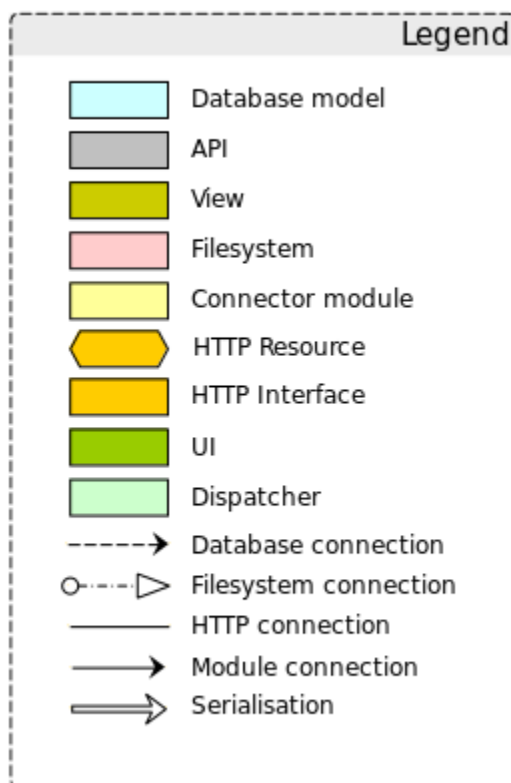 Legend
Database model
API
View
Filesystem
Connector module
HTTP Resource
HTTP Interface
UI
Dispatcher
Database connection
Filesystem connection
HTTP connection
Module connection
Serialisation